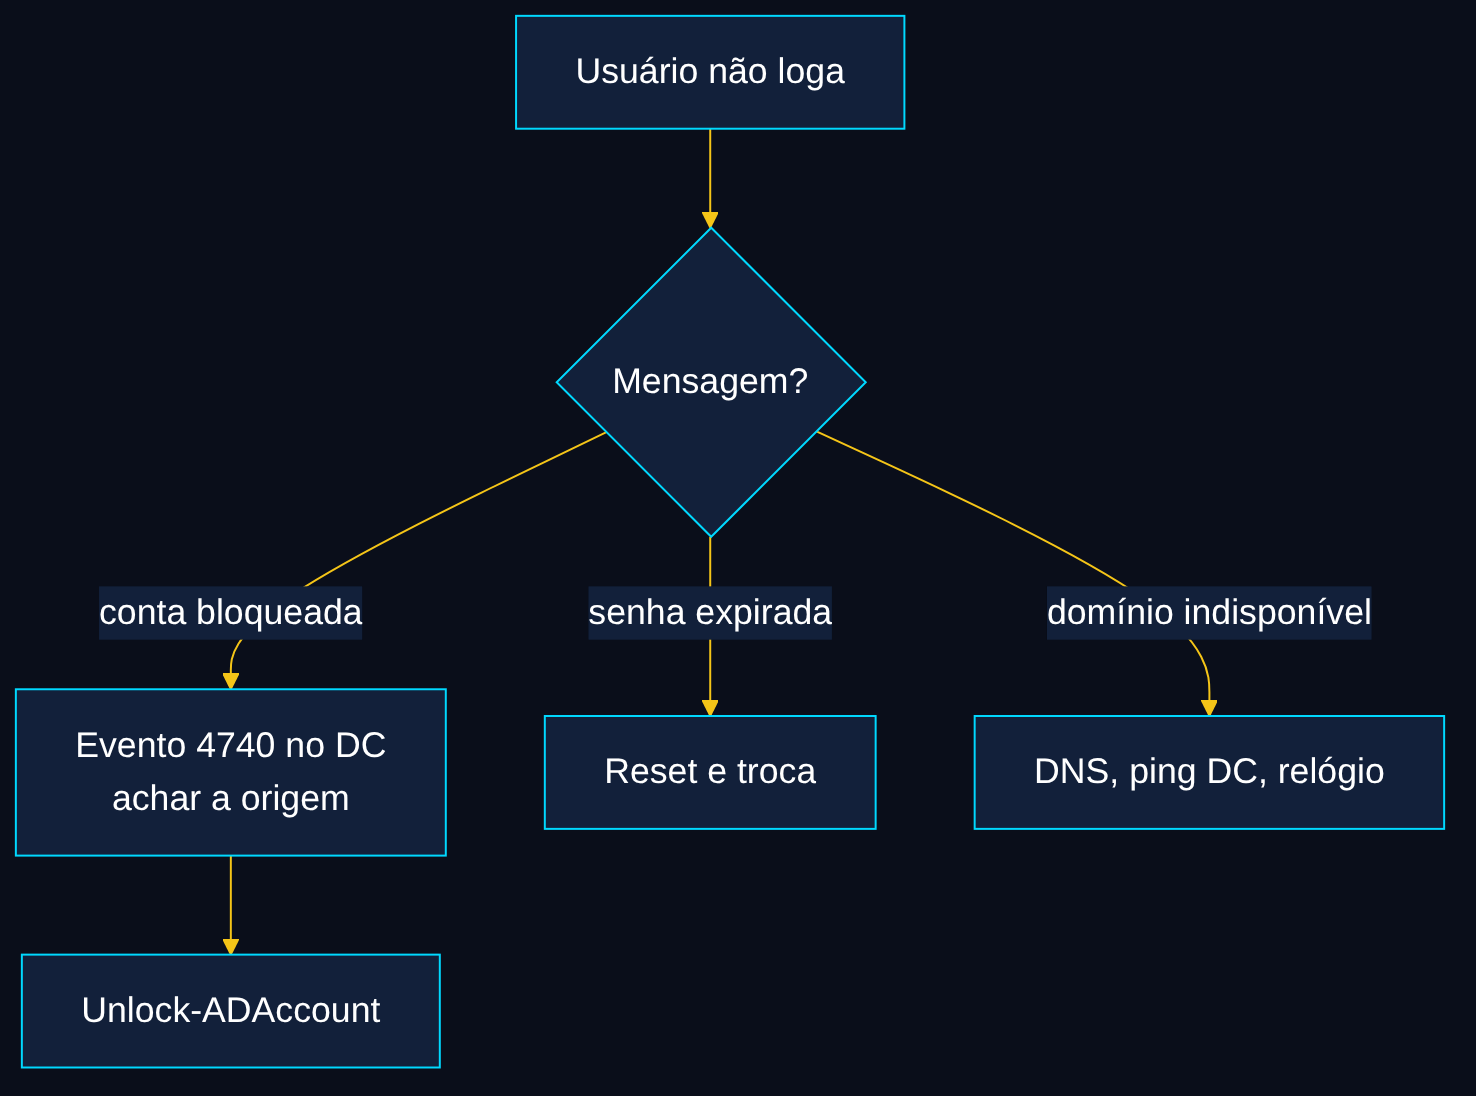 Usuário não loga
Mensagem?
conta bloqueada
senha expirada
domínio indisponível
Evento 4740 no DC
achar a origem
Reset e troca
DNS, ping DC, relógio
Unlock-ADAccount